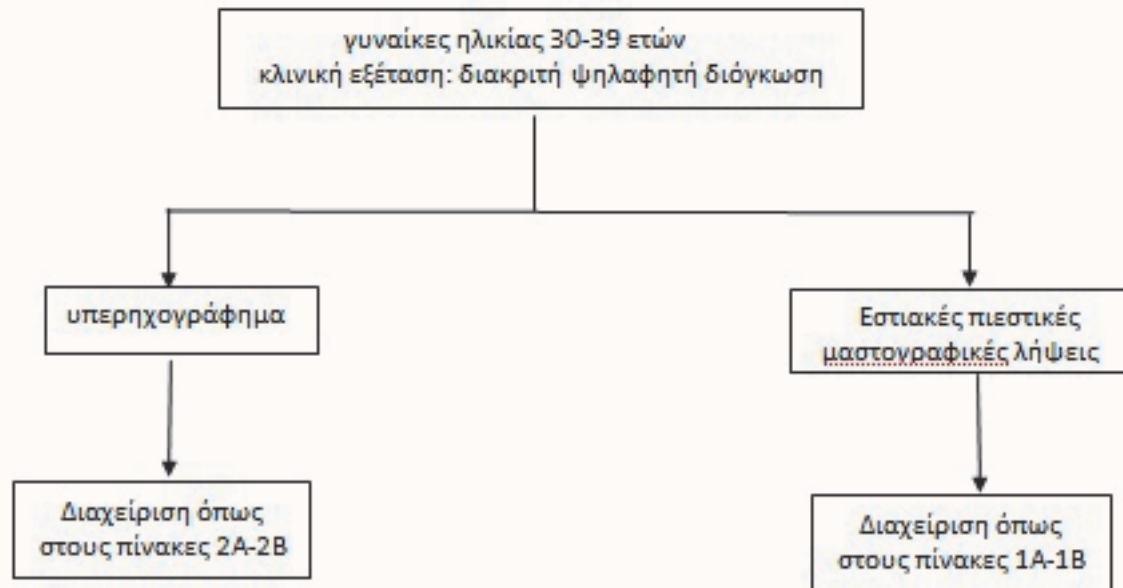 γυναίκες ηλικίας 30-39 ετών
κλινική εξέταση: διακριτή ψηλαφητή διόγκωση
υπερηχογράφημα
Εστιακές πιεστικές
μαστογραφικές λήψεις
Διαχείριση όπως
στους πίνακες 2Α-2Β
Διαχείριση όπως
στους πίνακες 1Α-1Β